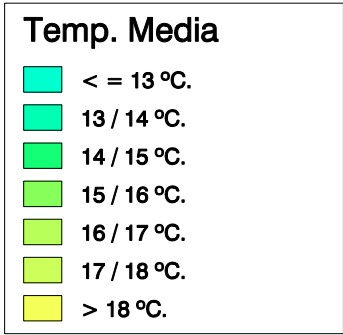 Temp. Media
< = 13 ºC.
13 / 14 ºC.
14 / 15 ºC.
15 / 16 ºC.
16 / 17 ºC.
17 / 18 ºC.
> 18 ºC.